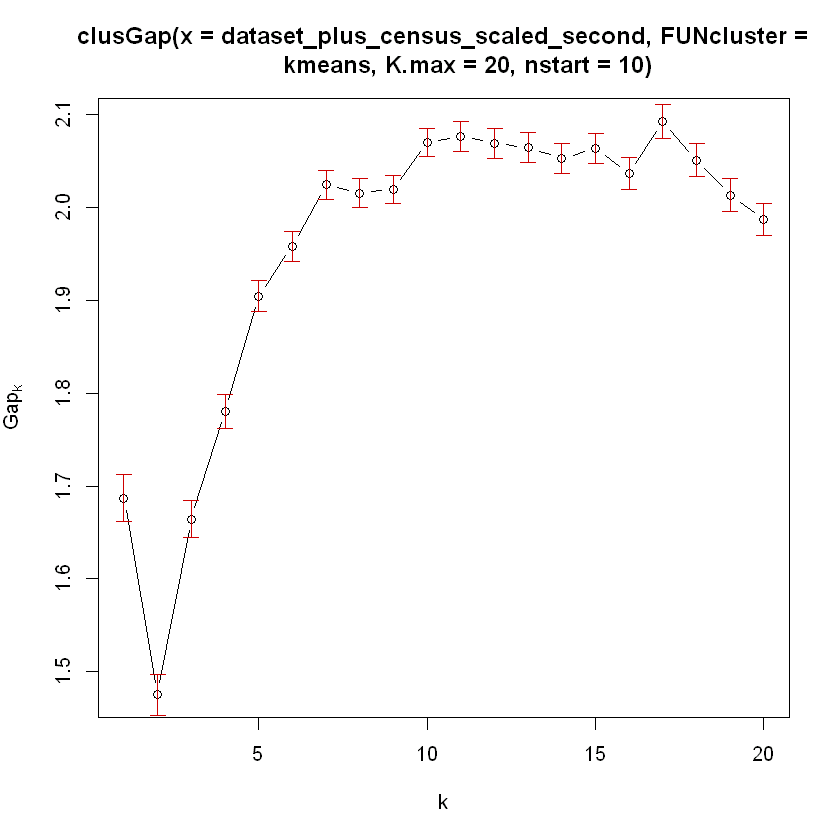 clusGap(x = dataset_plus_census_scaled_second, FUNcluster =
kmeans, K.max = 20, nstart = 10)
2.1
2.0
1.9
1.8
1.7
1.6
1.5
Gapk
5 10 15 20
k